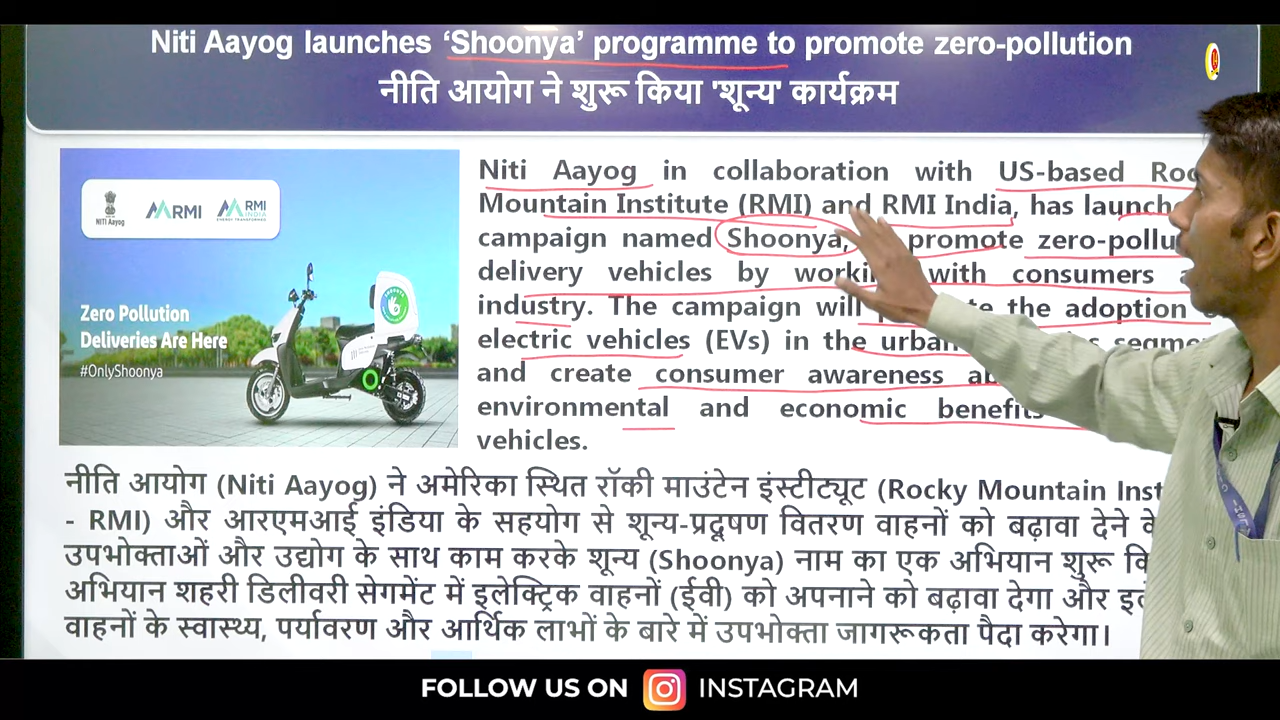 Niti Aayog launches ‘Shoonya’ programme to promote zero-pollution
नीति आयोग ने शुरू किया 'शून्य' कार्यक्रम
NITI Aayog
RMI
RMI
INDIA
ENERGY TRANSFORMED
Zero Pollution
Deliveries Are Here
#OnlyShoonya
Niti Aayog in collaboration with US-based
Mountain Institute (RMI) and RMI India, has
campaign named Shoonya, promote
delivery vehicles by with consumers
industry. The campaign will the adoption
electric vehicles (EVs) in the
and create consumer awareness
environmental and economic benefits
vehicles.
नीति आयोग (Niti Aayog) ने अमेरिका स्थित रॉकी माउंटेन इंस्टीट्यूट (Rocky Mountain
- RMI) और आरएमआई इंडिया के सहयोग से शून्य-प्रदूषण वितरण वाहनों को बढ़ावा देने
उपभोक्ताओं और उद्योग के साथ काम करके शून्य (Shoonya) नाम का एक अभियान शुरू
अभियान शहरी डिलीवरी सेगमेंट में इलेक्ट्रिक वाहनों (ईवी) को अपनाने को बढ़ावा देगा और
वाहनों के स्वास्थ्य, पर्यावरण और आर्थिक लाभों के बारे में उपभोक्ता जागरूकता पैदा करेगा।
FOLLOW US ON INSTAGRAM